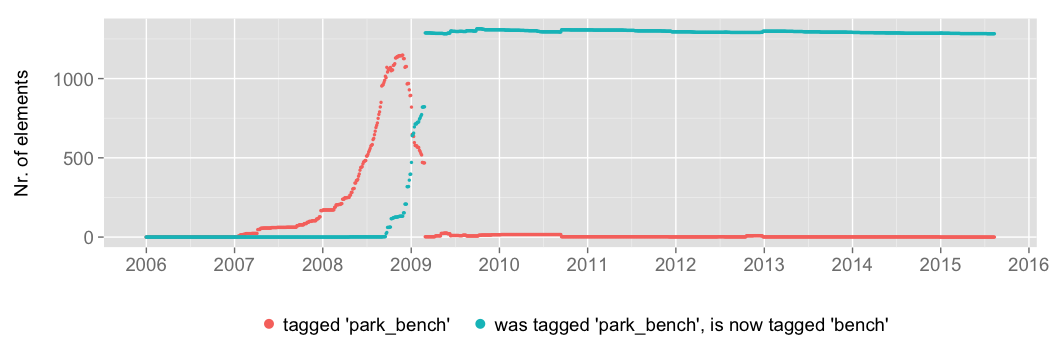 Nr. of elements
1000
500
0
2006 2007 2008 2009 2010 2011 2012 2013 2014 2015 2016
tagged 'park_bench' was tagged 'park_bench', is now tagged 'bench'